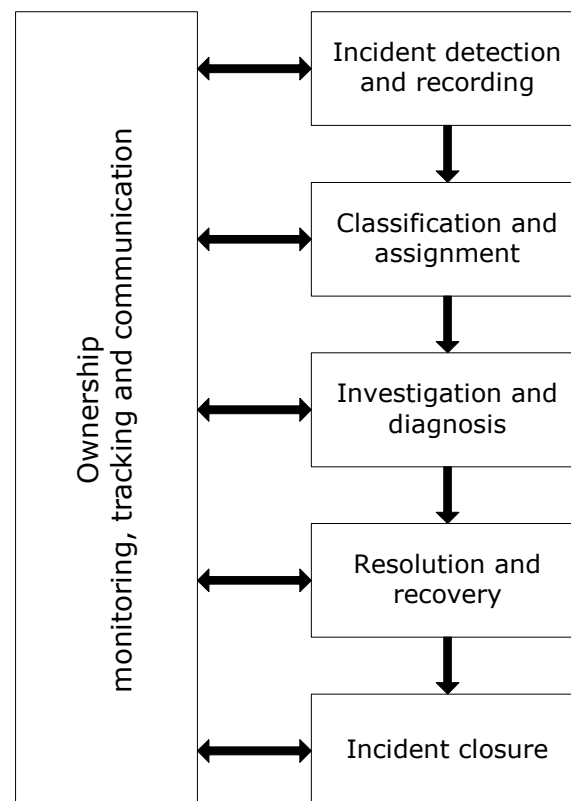 Ownership
monitoring, tracking and communication
Incident detection
and recording
Classification and
assignment
Investigation and
diagnosis
Resolution and
recovery
Incident closure